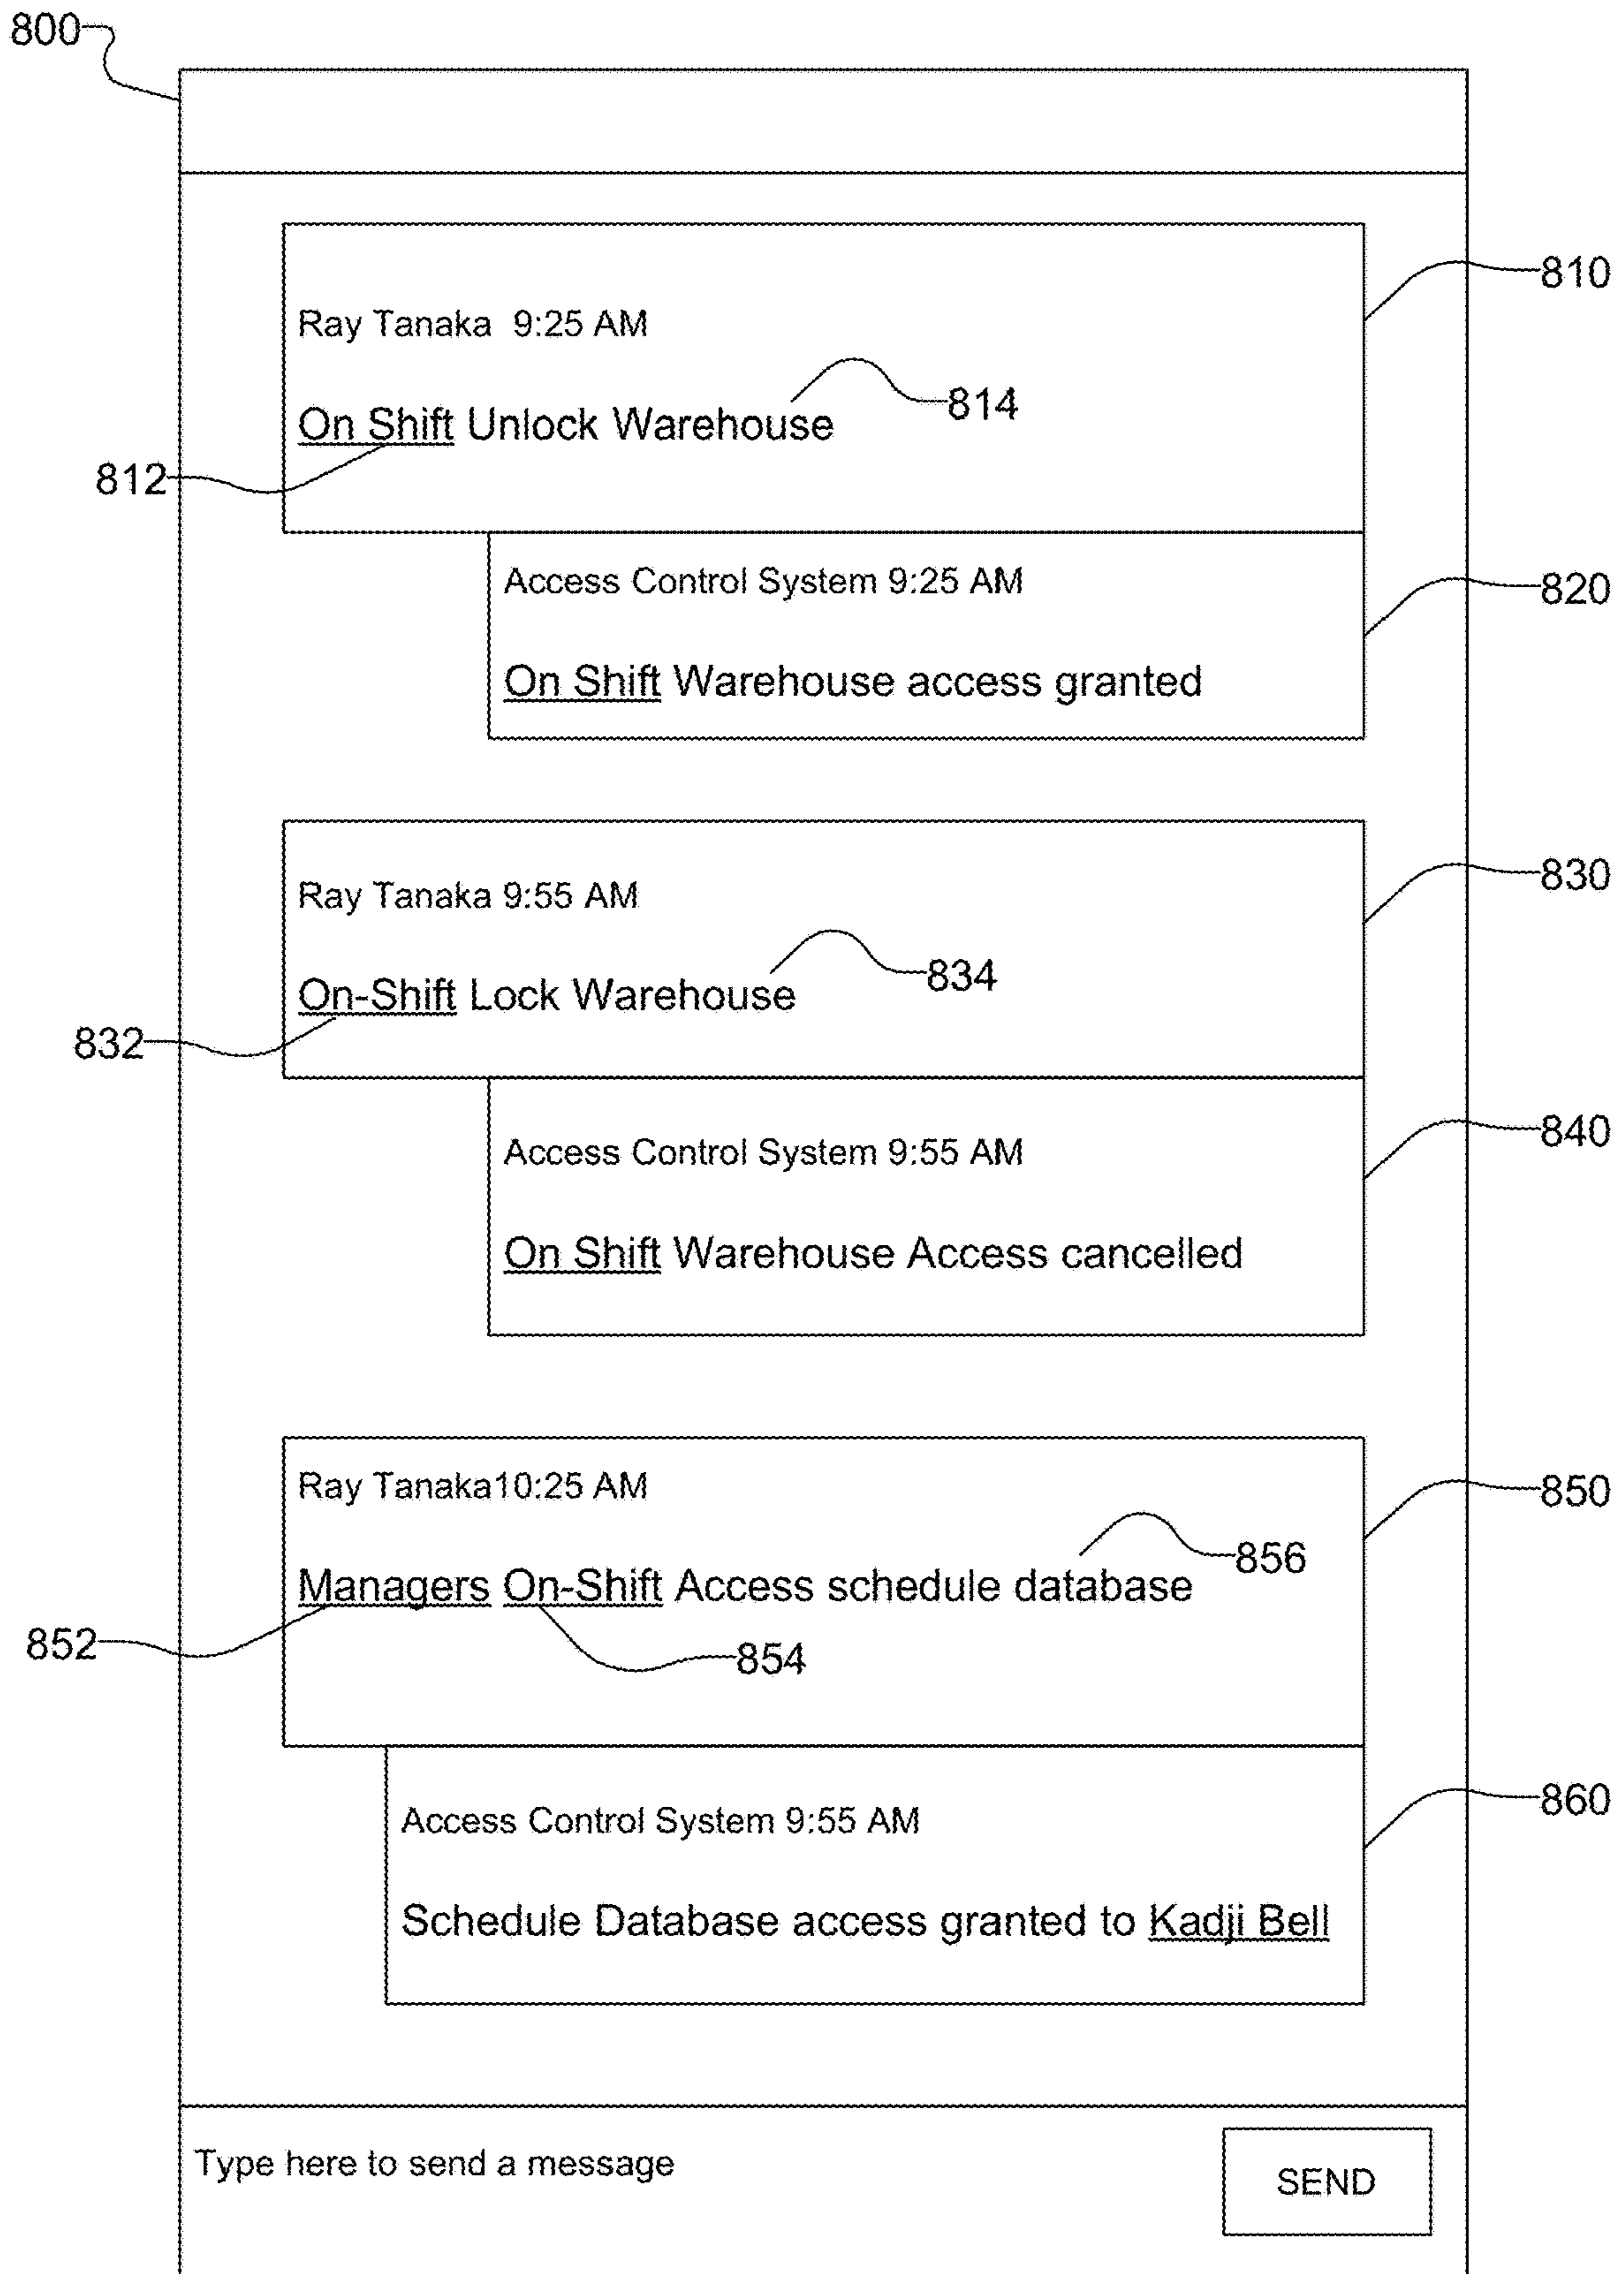 800
810
Ray Tanaka 9:25 AM
814
On Shift Unlock Warehouse
812
Access Control System 9:25 AM
820
On Shift Warehouse access granted
830
Ray Tanaka 9:55 AM
834
On-Shift Lock Warehouse
832
840
Access Control System 9:55 AM
On Shift Warehouse Access cancelled
850
Ray Tanaka10:25 AM
856
Managers On-Shift Access schedule database
852
854
860
Access Control System 9:55 AM
Schedule Database access granted to Kadji Bell
Type here to send a message
SEND